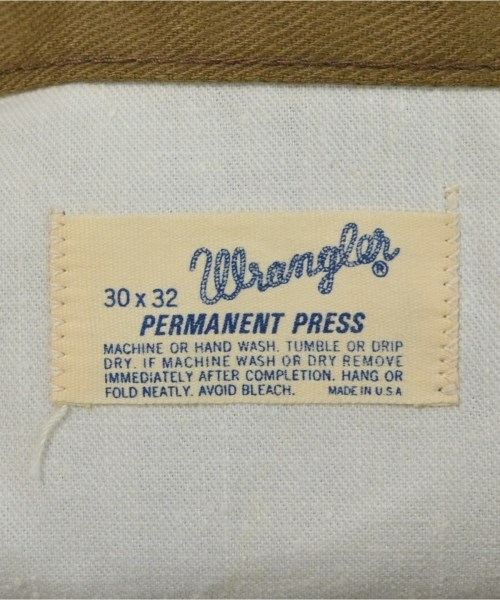 Wrangler®
30 x 32
PERMANENT PRESS
MACHINE OR HAND WASH. TUMBLE OR DRIP
DRY. IF MACHINE WASH OR DRY REMOVE
IMMEDIATELY AFTER COMPLETION. HANG OR
FOLD NEATLY. AVOID BLEACH. MADE IN U.S.A